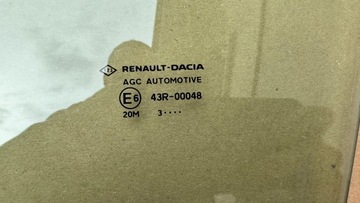 RENAULT-DACIA
AGC AUTOMOTIVE
E6 43R-00048
20M 3····